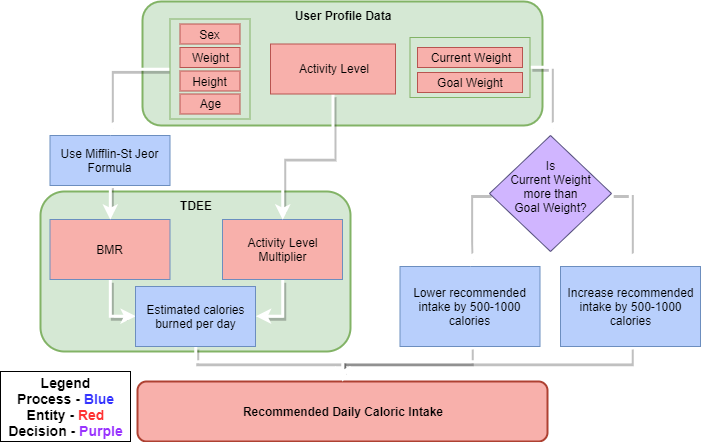 User Profile Data
Sex
Weight
Height
Age
Activity Level
Current Weight
Goal Weight
Use Mifflin-St Jeor
Formula
Is
Current Weight
more than
Goal Weight?
TDEE
BMR
Activity Level
Multiplier
Estimated calories
burned per day
Lower recommended
intake by 500-1000
calories
Increase recommended
intake by 500-1000
calories
Legend
Process - Blue
Entity - Red
Decision - Purple
Recommended Daily Caloric Intake